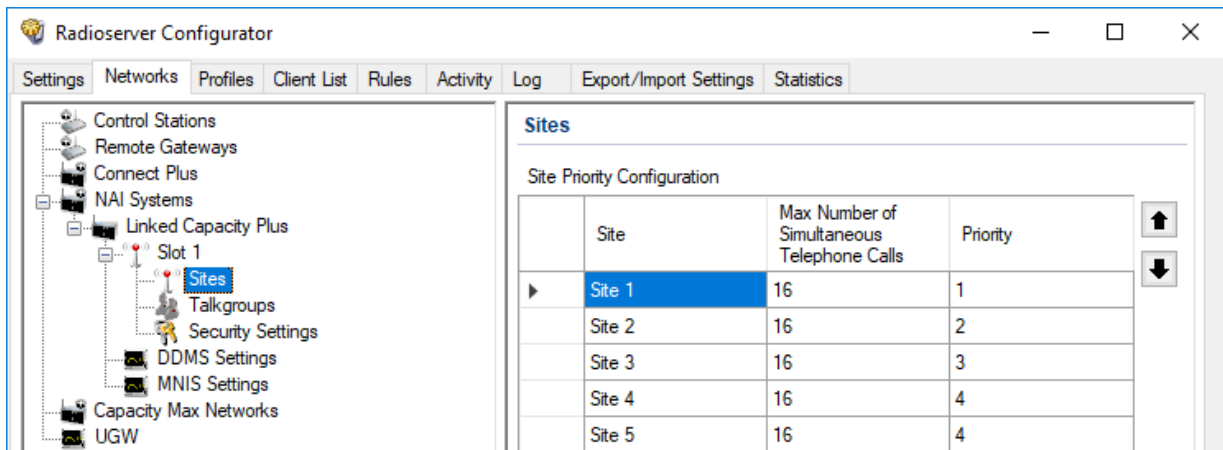 Radioserver Configurator
Settings Networks Profiles Client List Rules Activity Log Export/Import Settings Statistics
Control Stations
Remote Gateways
Connect Plus
NAI Systems
Linked Capacity Plus
Slot 1
Sites
Talkgroups
Security Settings
DDMS Settings
MNIS Settings
Capacity Max Networks
UGW
Sites
Site Priority Configuration
Site Max Number of Simultaneous Telephone Calls Priority
Site 1 16 1
Site 2 16 2
Site 3 16 3
Site 4 16 4
Site 5 16 4